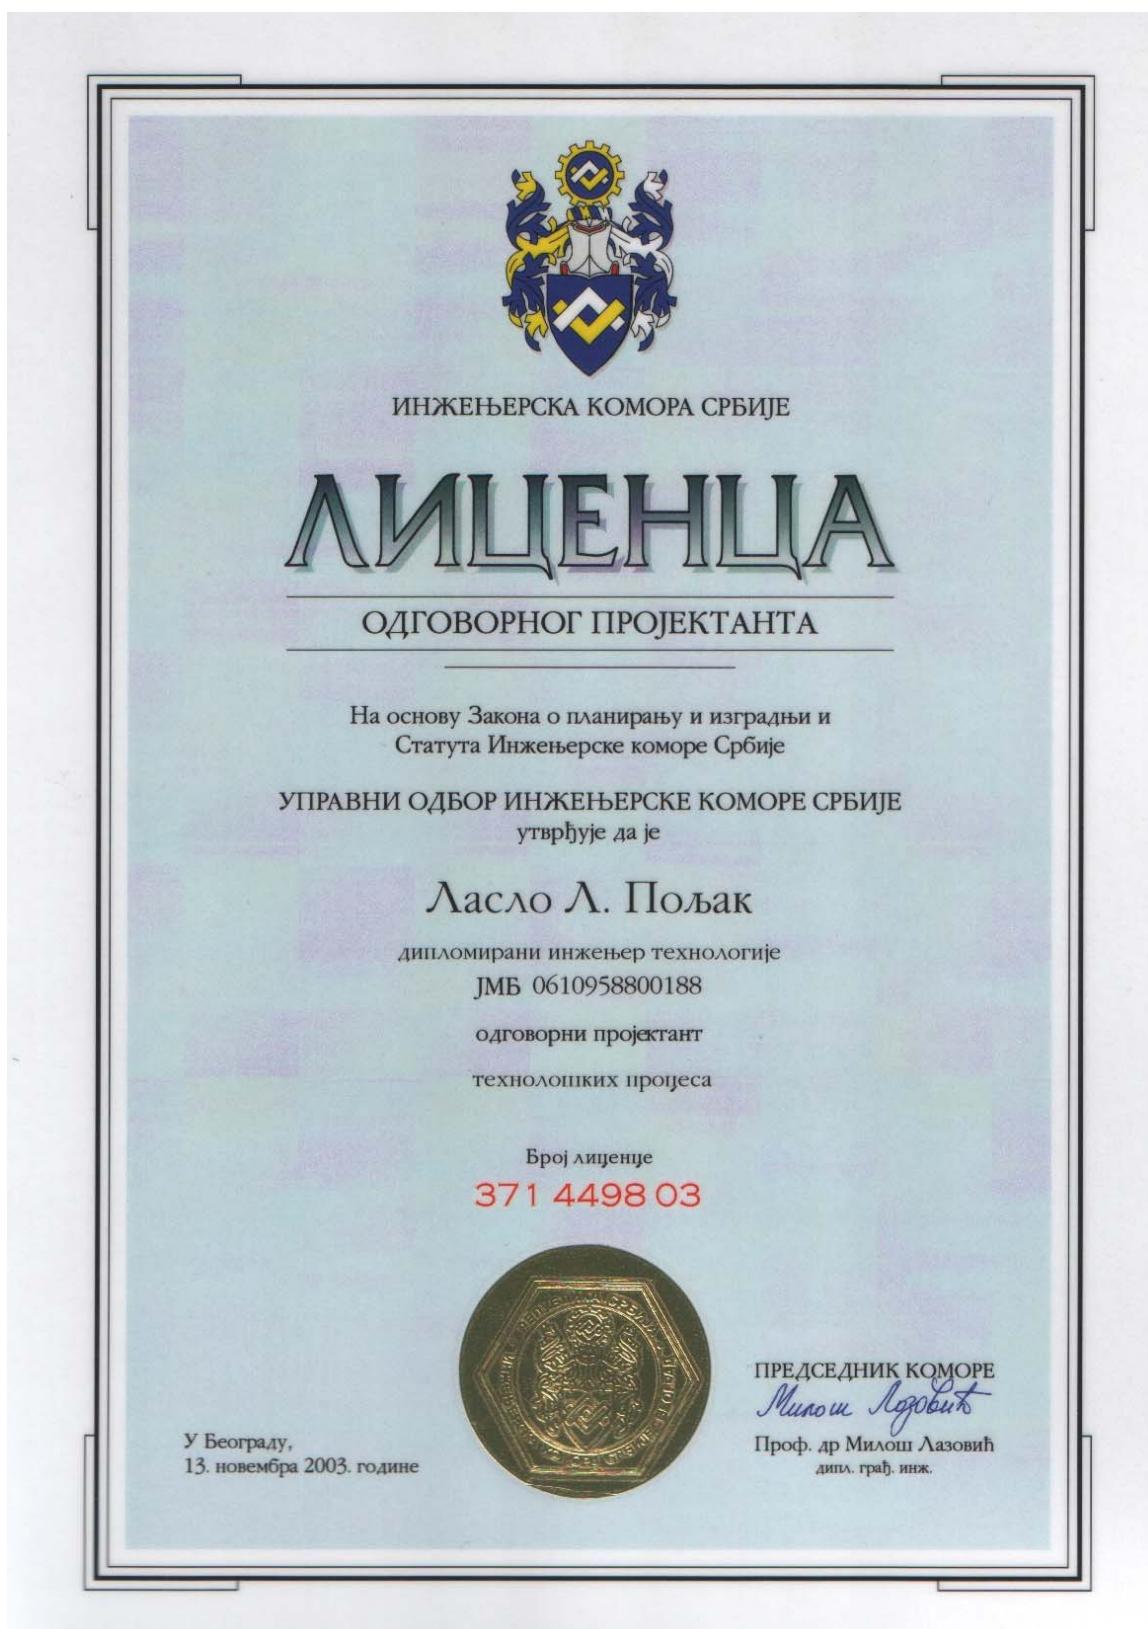 ИНЖЕЊЕРСКА КОМОРА СРБИЈЕ
ЛИЦЕНЦА
ОДГОВОРНОГ ПРОЈЕКТАНТА
На основу Закона о планирању и изградњи и
Статута Инжењерске коморе Србије
УПРАВНИ ОДБОР ИНЖЕЊЕРСКЕ КОМОРЕ СРБИЈЕ
утврђује да је
Ласло Л. Пољак
дипломирани инжењер технологије
ЈМБ 0610958800188
одговорни пројектант
технолошких процеса
Број лиценце
371 4498 03
У Београду,
13. новембра 2003. године
ПРЕДСЕДНИК КОМОРЕ
Милош Лазовић
Проф. др Милош Лазовић
дипл. грађ. инж.